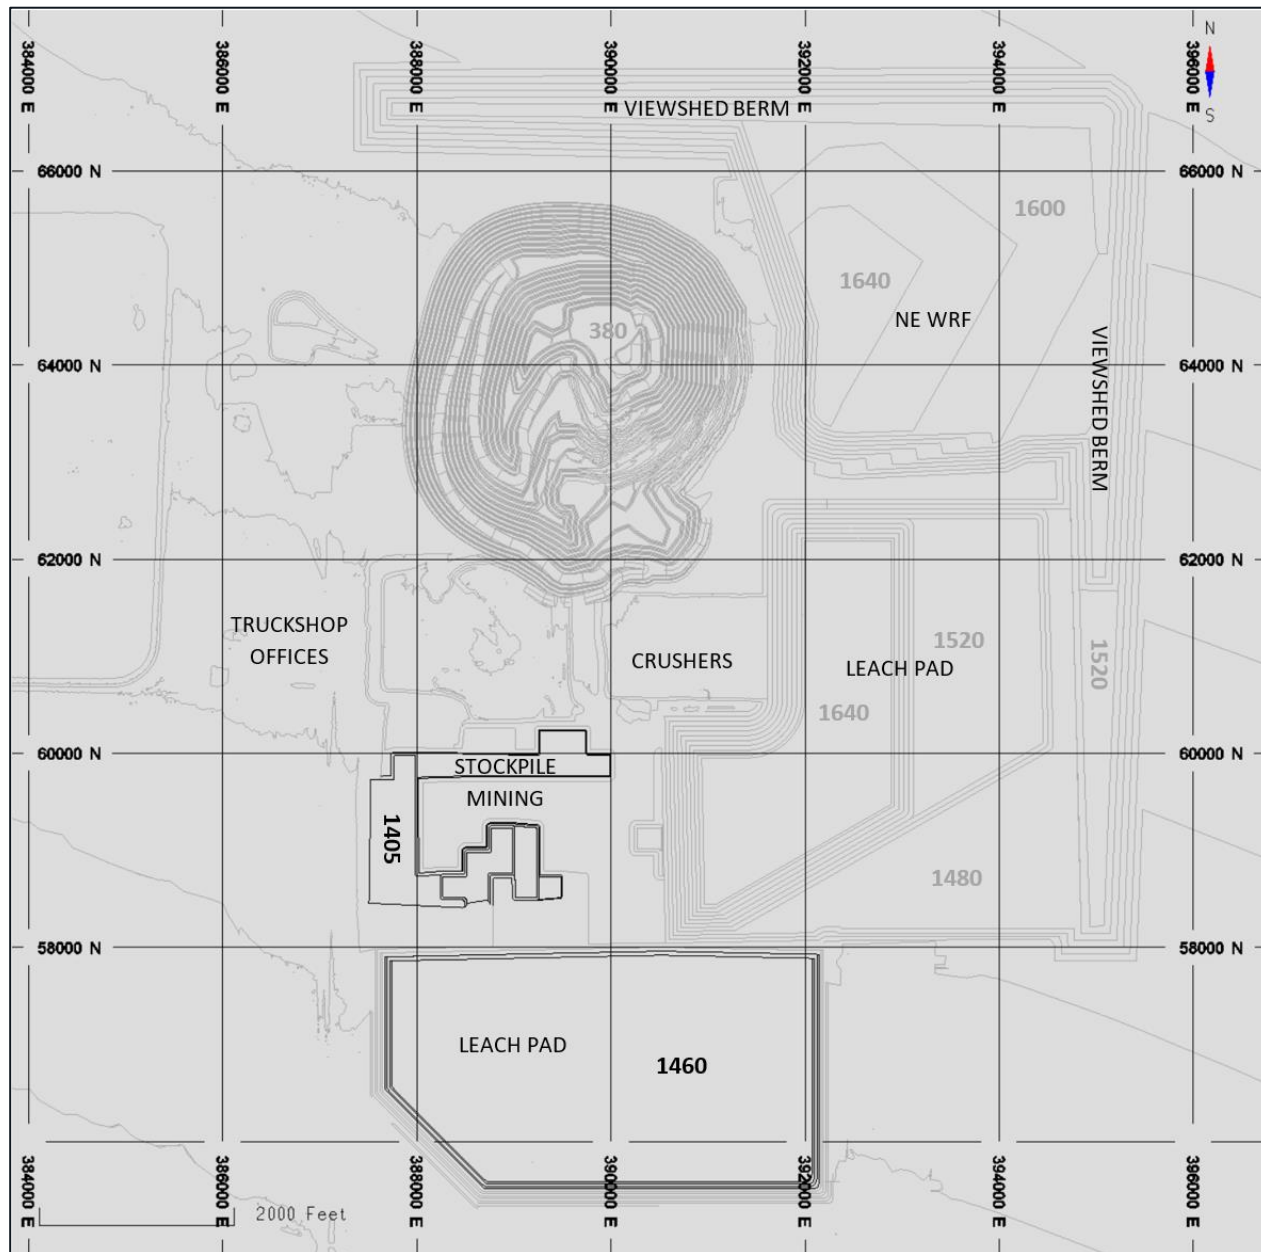 384000 E
386000 E
388000 E
390000 E
392000 E
394000 E
396000 E
N
S
VIEWSHED BERM
66000 N
66000 N
1600
1640
NE WRF
380
VIEWSHED BERM
64000 N
64000 N
62000 N
62000 N
TRUCKSHOP
OFFICES
CRUSHERS
1520
LEACH PAD
1520
1640
60000 N
60000 N
STOCKPILE
MINING
1405
1480
58000 N
58000 N
LEACH PAD
1460
384000 E
386000 E
388000 E
390000 E
392000 E
394000 E
396000 E
2000 Feet